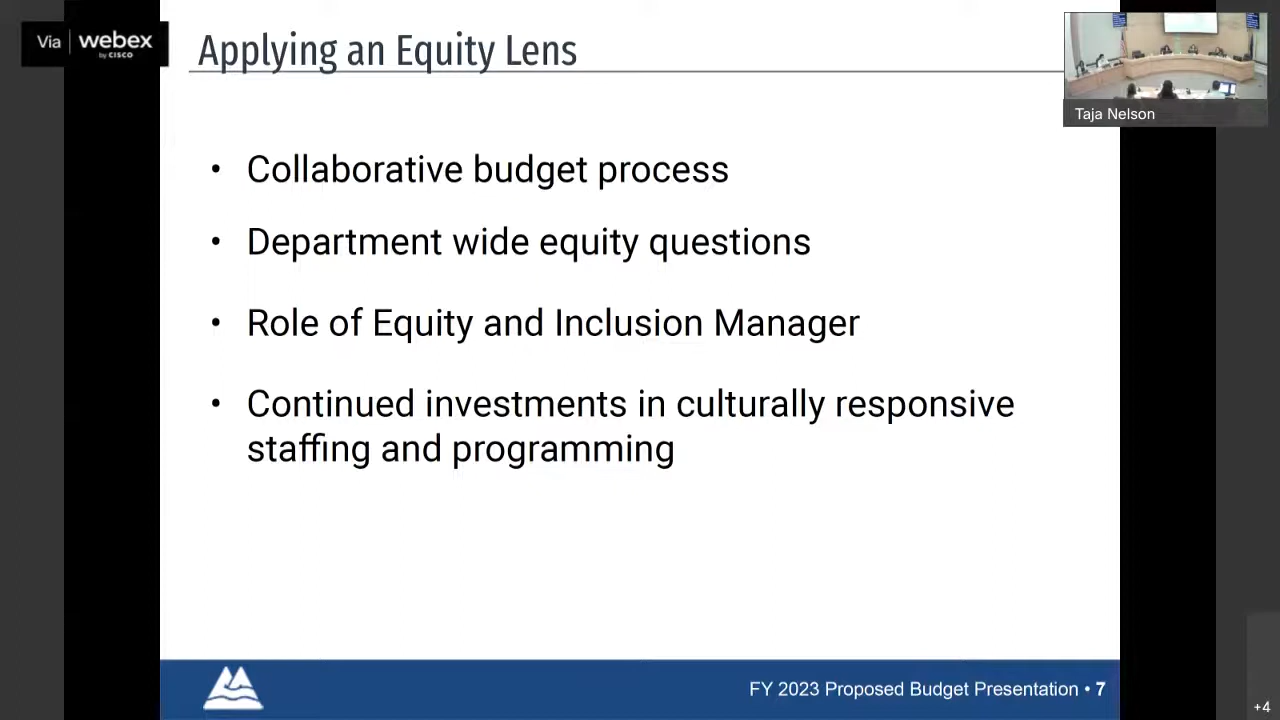 Via webex
by CISCO
Applying an Equity Lens
Taja Nelson
• Collaborative budget process
• Department wide equity questions
• Role of Equity and Inclusion Manager
• Continued investments in culturally responsive
staffing and programming
FY 2023 Proposed Budget Presentation • 7
+4